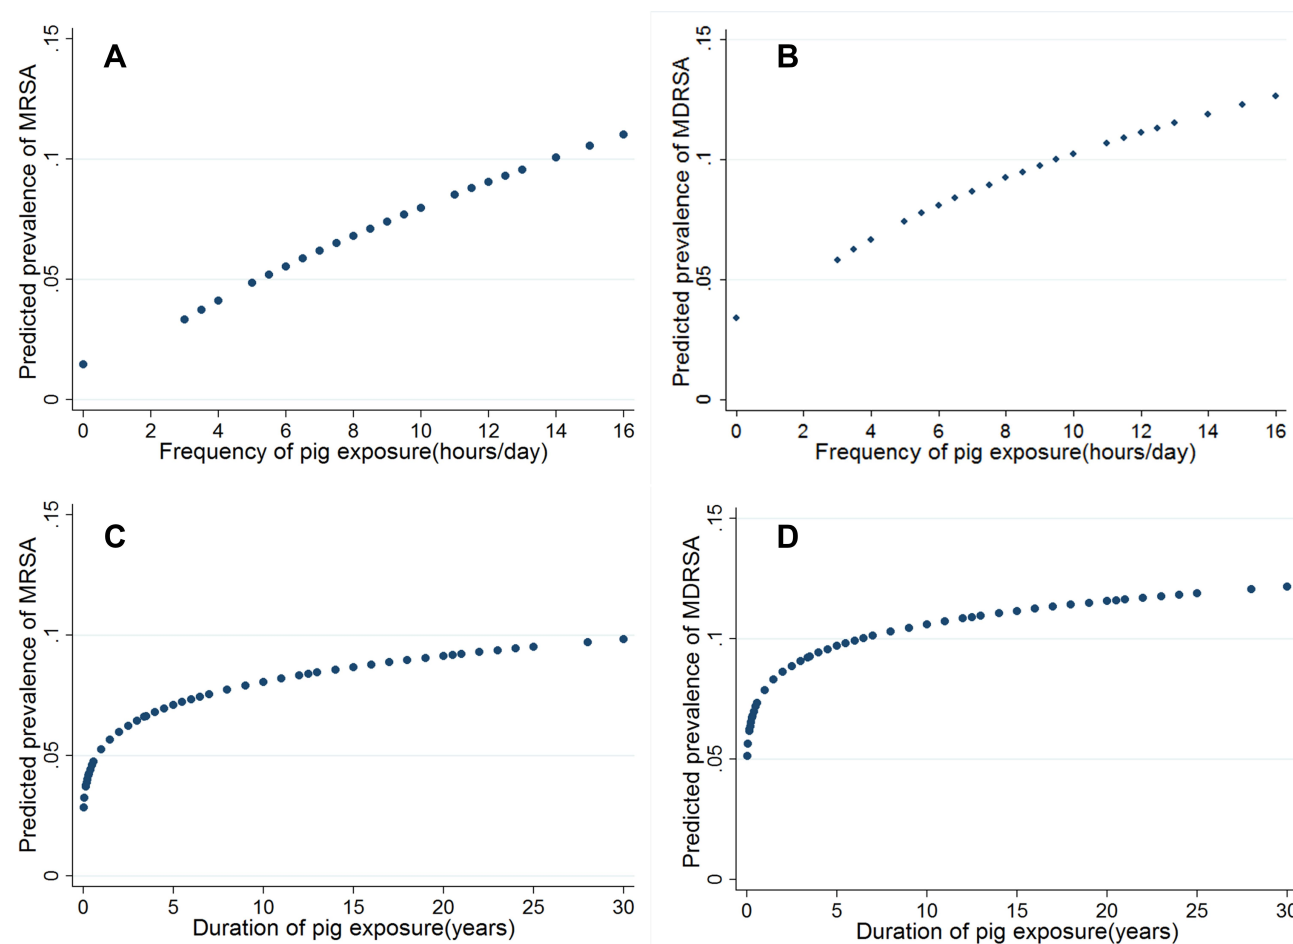 A
Predicted prevalence of MRSA
.15
.1
.05
0
0 2 4 6 8 10 12 14 16
Frequency of pig exposure(hours/day)
B
Predicted prevalence of MDRSA
.15
.1
.05
0
0 2 4 6 8 10 12 14 16
Frequency of pig exposure(hours/day)
C
Predicted prevalence of MRSA
.15
.1
.05
0
0 5 10 15 20 25 30
Duration of pig exposure(years)
D
Predicted prevalence of MDRSA
.15
.1
.05
0
0 5 10 15 20 25 30
Duration of pig exposure(years)